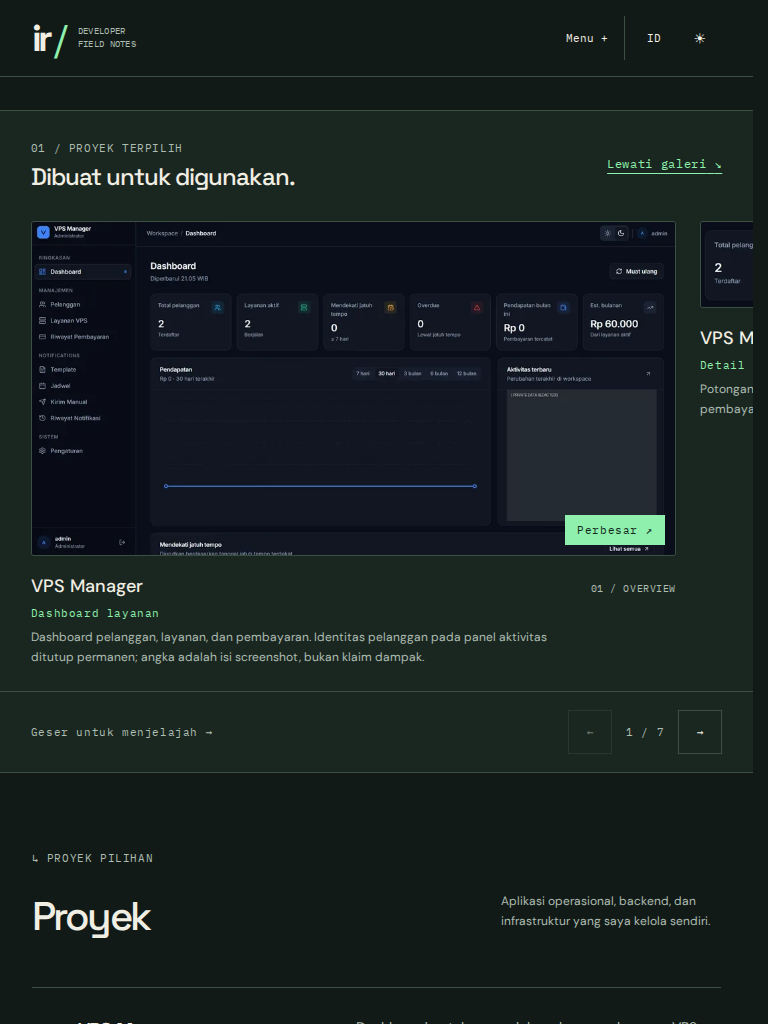 ir/
DEVELOPER
FIELD NOTES
Menu +
ID
01 / PROYEK TERPILIH
Dibuat untuk digunakan.
Lewati galeri ↘
V
VPS Manager
Administrator
Workspace / Dashboard
admin
RINGKASAN
Dashboard
MANAJEMEN
Pelanggan
Layanan VPS
Riwayat Pembayaran
NOTIFICATIONS
Template
Jadwal
Kirim Manual
Riwayat Notifikasi
SISTEM
Pengaturan
admin
Administrator
Dashboard
Diperbarui 21.05 WIB
Muat ulang
Total pelanggan
2
Terdaftar
Layanan aktif
2
Berjalan
Mendekati jatuh tempo
0
≤ 7 hari
Overdue
0
Lewat jatuh tempo
Pendapatan bulan ini
Rp 0
Pembayaran tercatat
Est. bulanan
Rp 60.000
Dari layanan aktif
Pendapatan
Rp 0 · 30 hari terakhir
7 hari 30 hari 3 bulan 6 bulan 12 bulan
Aktivitas terbaru
Perubahan terakhir di workspace
Mendekati jatuh tempo
Lihat semua ↗
Perbesar ↗
VPS Manager
01 / OVERVIEW
Dashboard layanan
Dashboard pelanggan, layanan, dan pembayaran. Identitas pelanggan pada panel aktivitas
ditutup permanen; angka adalah isi screenshot, bukan klaim dampak.
Total pelang
2
Terdaftar
VPS M
Detail
Potongan
pembaya
Geser untuk menjelajah →
←
1 / 7
→
↳ PROYEK PILIHAN
Proyek
Aplikasi operasional, backend, dan
infrastruktur yang saya kelola sendiri.